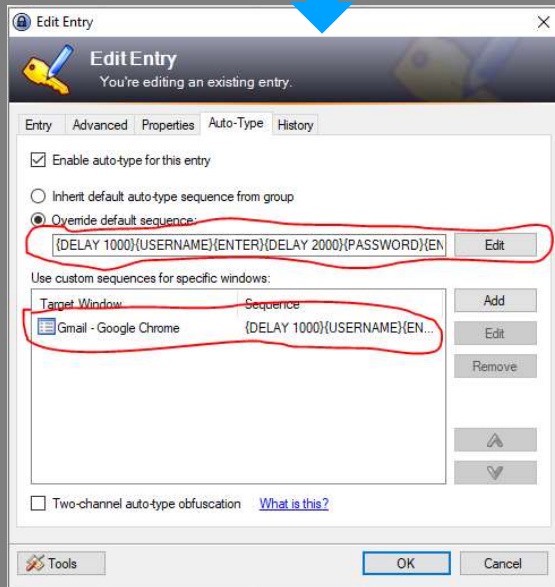 Edit Entry
Edit Entry
You're editing an existing entry.
Entry Advanced Properties Auto-Type History
Enable auto-type for this entry
Inherit default auto-type sequence from group
Override default sequence:
{DELAY 1000}{USERNAME}{ENTER}{DELAY 2000}{PASSWORD}{EN Edit
Use custom sequences for specific windows:
Target Window Sequence Add
Gmail - Google Chrome {DELAY 1000}{USERNAME}{EN... Edit
Remove
Two-channel auto-type obfuscation What is this?
Tools OK Cancel